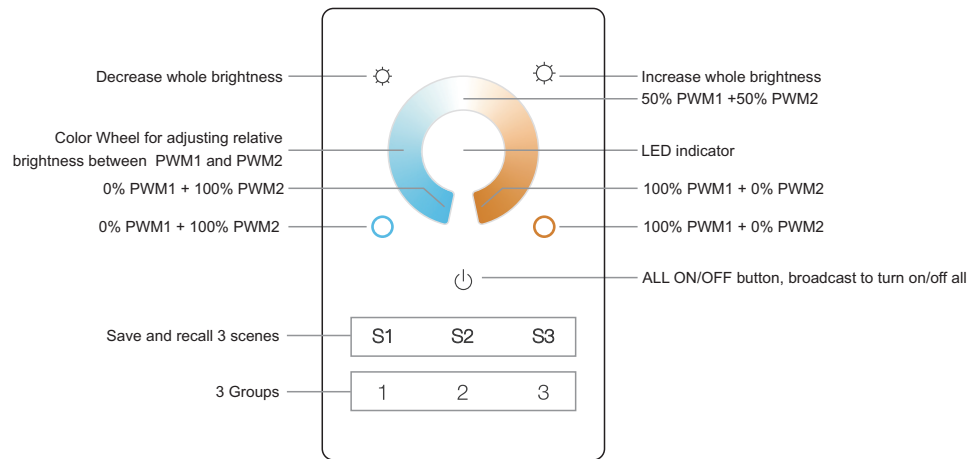 Decrease whole brightness
Increase whole brightness
50% PWM1 +50% PWM2
Color Wheel for adjusting relative
brightness between PWM1 and PWM2
LED indicator
0% PWM1 + 100% PWM2
100% PWM1 + 0% PWM2
0% PWM1 + 100% PWM2
100% PWM1 + 0% PWM2
ALL ON/OFF button, broadcast to turn on/off all
Save and recall 3 scenes
S1 S2 S3
3 Groups
1 2 3